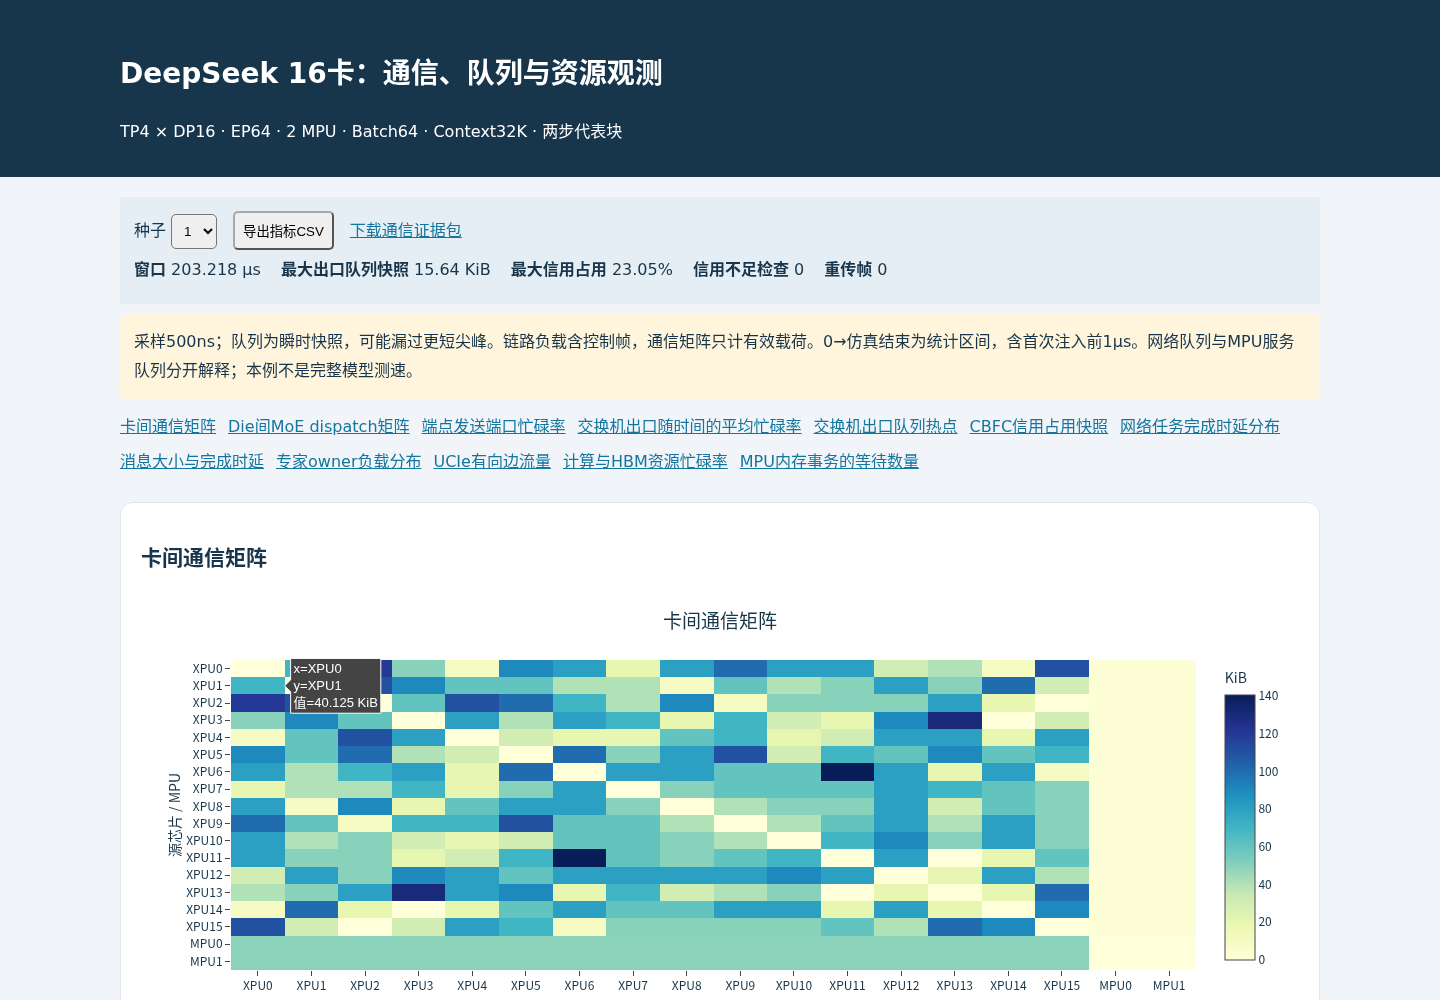 DeepSeek 16卡：通信、队列与资源观测
TP4 × DP16 · EP64 · 2 MPU · Batch64 · Context32K · 两步代表块
种子 1 导出指标CSV 下载通信证据包
窗口 203.218 µs 最大出口队列快照 15.64 KiB 最大信用占用 23.05% 信用不足检查 0 重传帧 0
采样500ns；队列为瞬时快照，可能漏过更短尖峰。链路负载含控制帧，通信矩阵只计有效载荷。0→仿真结束为统计区间，含首次注入前1µs。网络队列与MPU服务
队列分开解释；本例不是完整模型测速。
卡间通信矩阵 Die间MoE dispatch矩阵 端点发送端口忙碌率 交换机出口随时间的平均忙碌率 交换机出口队列热点 CBFC信用占用快照 网络任务完成时延分布
消息大小与完成时延 专家owner负载分布 UCIe有向边流量 计算与HBM资源忙碌率 MPU内存事务的等待数量
卡间通信矩阵
卡间通信矩阵
XPU0
XPU1
XPU2
XPU3
XPU4
XPU5
XPU6
XPU7
XPU8
XPU9
XPU10
XPU11
XPU12
XPU13
XPU14
XPU15
MPU0
MPU1
源芯片 / MPU
x=XPU0
y=XPU1
值=40.125 KiB
XPU0 XPU1 XPU2 XPU3 XPU4 XPU5 XPU6 XPU7 XPU8 XPU9 XPU10 XPU11 XPU12 XPU13 XPU14 XPU15 MPU0 MPU1
KiB
140
120
100
80
60
40
20
0